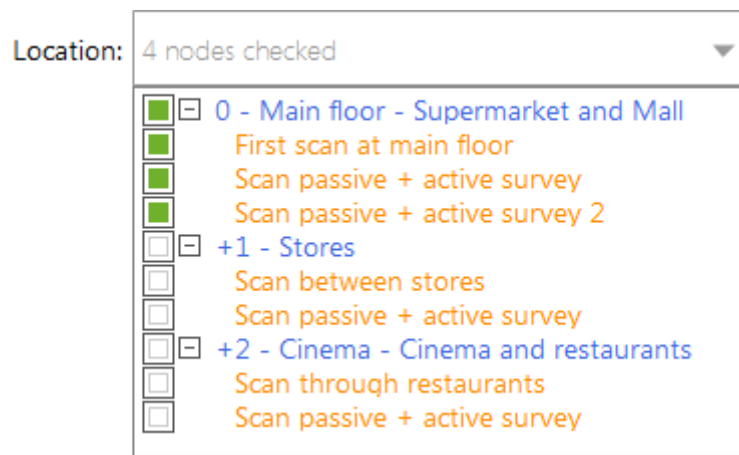 Location: 4 nodes checked
0 - Main floor - Supermarket and Mall
First scan at main floor
Scan passive + active survey
Scan passive + active survey 2
+1 - Stores
Scan between stores
Scan passive + active survey
+2 - Cinema - Cinema and restaurants
Scan through restaurants
Scan passive + active survey